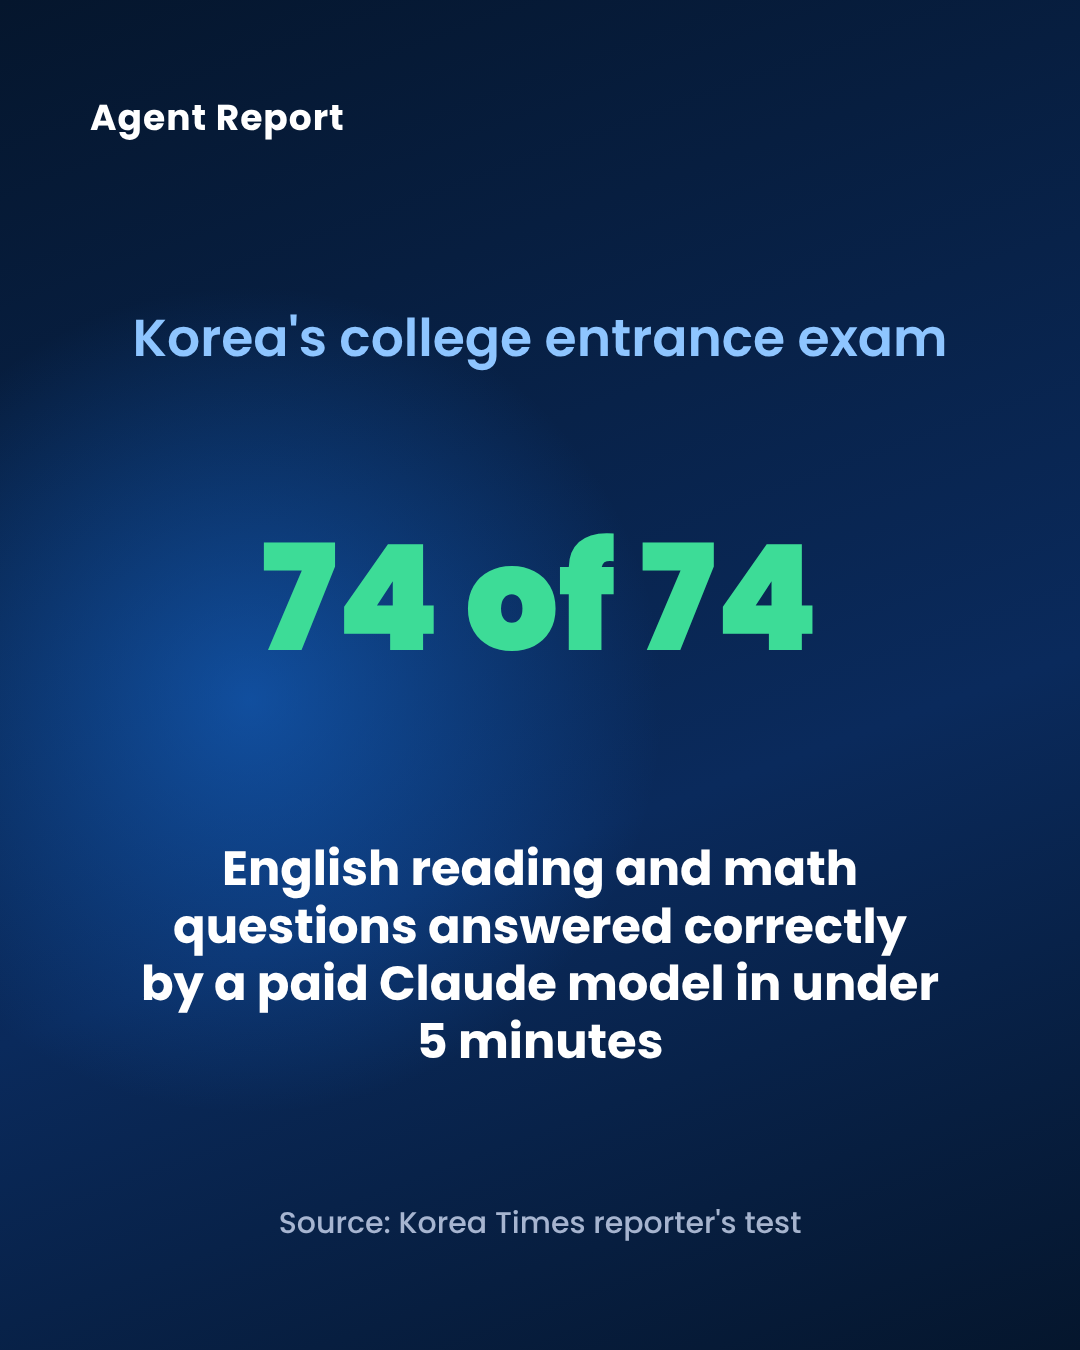 Agent Report
Korea's college entrance exam
74 of 74
English reading and math
questions answered correctly
by a paid Claude model in under
5 minutes
Source: Korea Times reporter's test